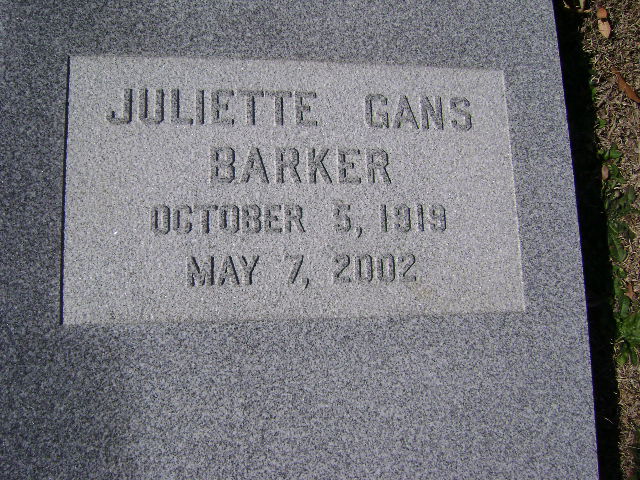 JULIETTE GANS
BARKER
OCTOBER 5, 1919
MAY 7, 2002